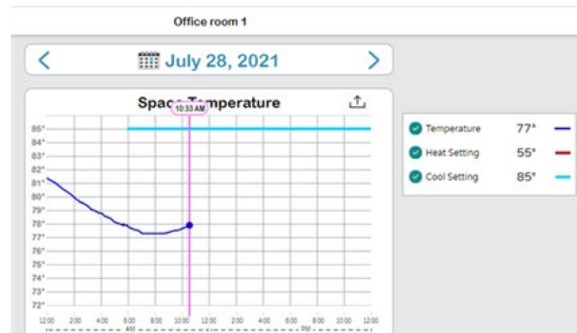 Office room 1
July 28, 2021
Space Temperature
10:33 AM
85°
84°
83°
82°
81°
80°
79°
78°
77°
76°
75°
74°
73°
72°
12:00 2:00 4:00 6:00 8:00 10:00 12:00 2:00 4:00 6:00 8:00 10:00 12:00
AM PM
Temperature 77°
Heat Setting 55°
Cool Setting 85°